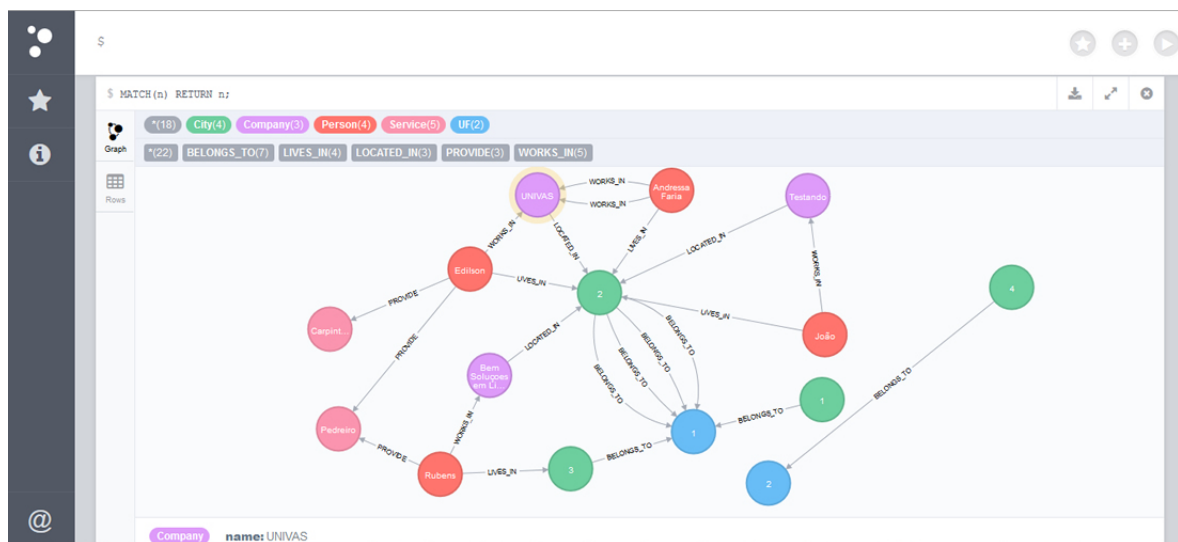 $
$ MATCH(n) RETURN n;
Graph
*(18) City(4) Company(3) Person(4) Service(5) UF(2)
*(22) BELONGS_TO(7) LIVES_IN(4) LOCATED_IN(3) PROVIDE(3) WORKS_IN(5)
Rows
UNIVAS
WORKS_IN
WORKS_IN
Andressa
Faria
Testando
WORKS_IN
LOCATED_IN
LIVES_IN
LOCATED_IN
WORKS_IN
Edilson
LIVES_IN
2
4
PROVIDE
PROVIDE
Carpint...
LOCATED_IN
LIVES_IN
João
Bem
Soluçoes
em Li...
BELONGS_TO
BELONGS_TO
BELONGS_TO
BELONGS_TO
BELONGS_TO
1
BELONGS_TO
Pedreiro
WORKS_IN
1
PROVIDE
Rubens
LIVES_IN
3
BELONGS_TO
2
@
Company name: UNIVAS